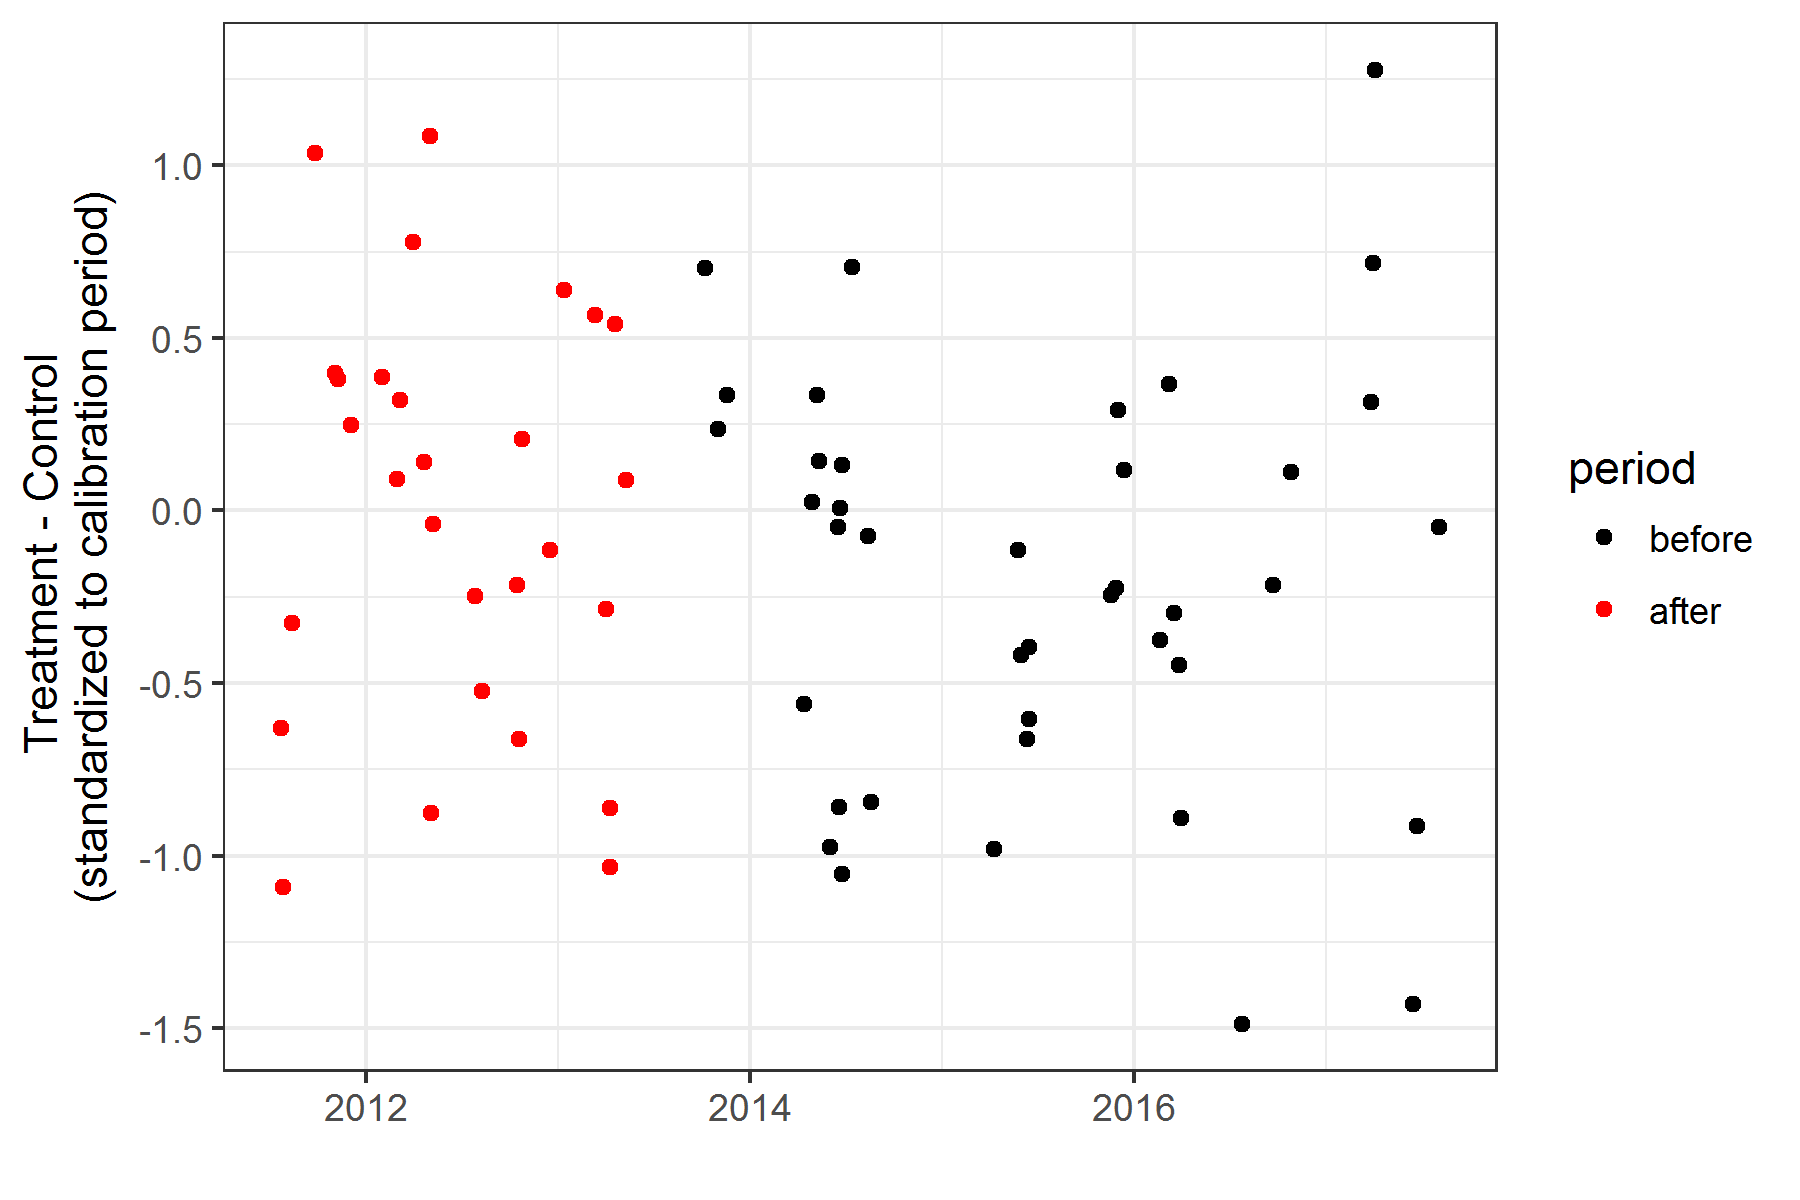 Treatment - Control
(standardized to calibration period)
1.0
0.5
0.0
-0.5
-1.0
-1.5
2012
2014
2016
period
before
after